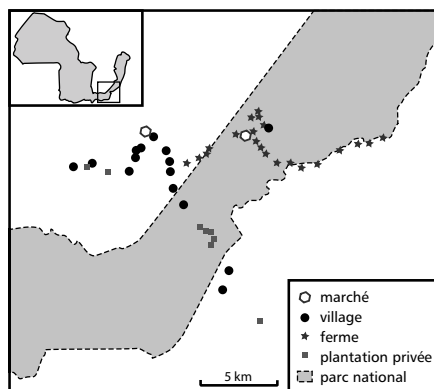 marché
village
ferme
plantation privée
parc national
5 km